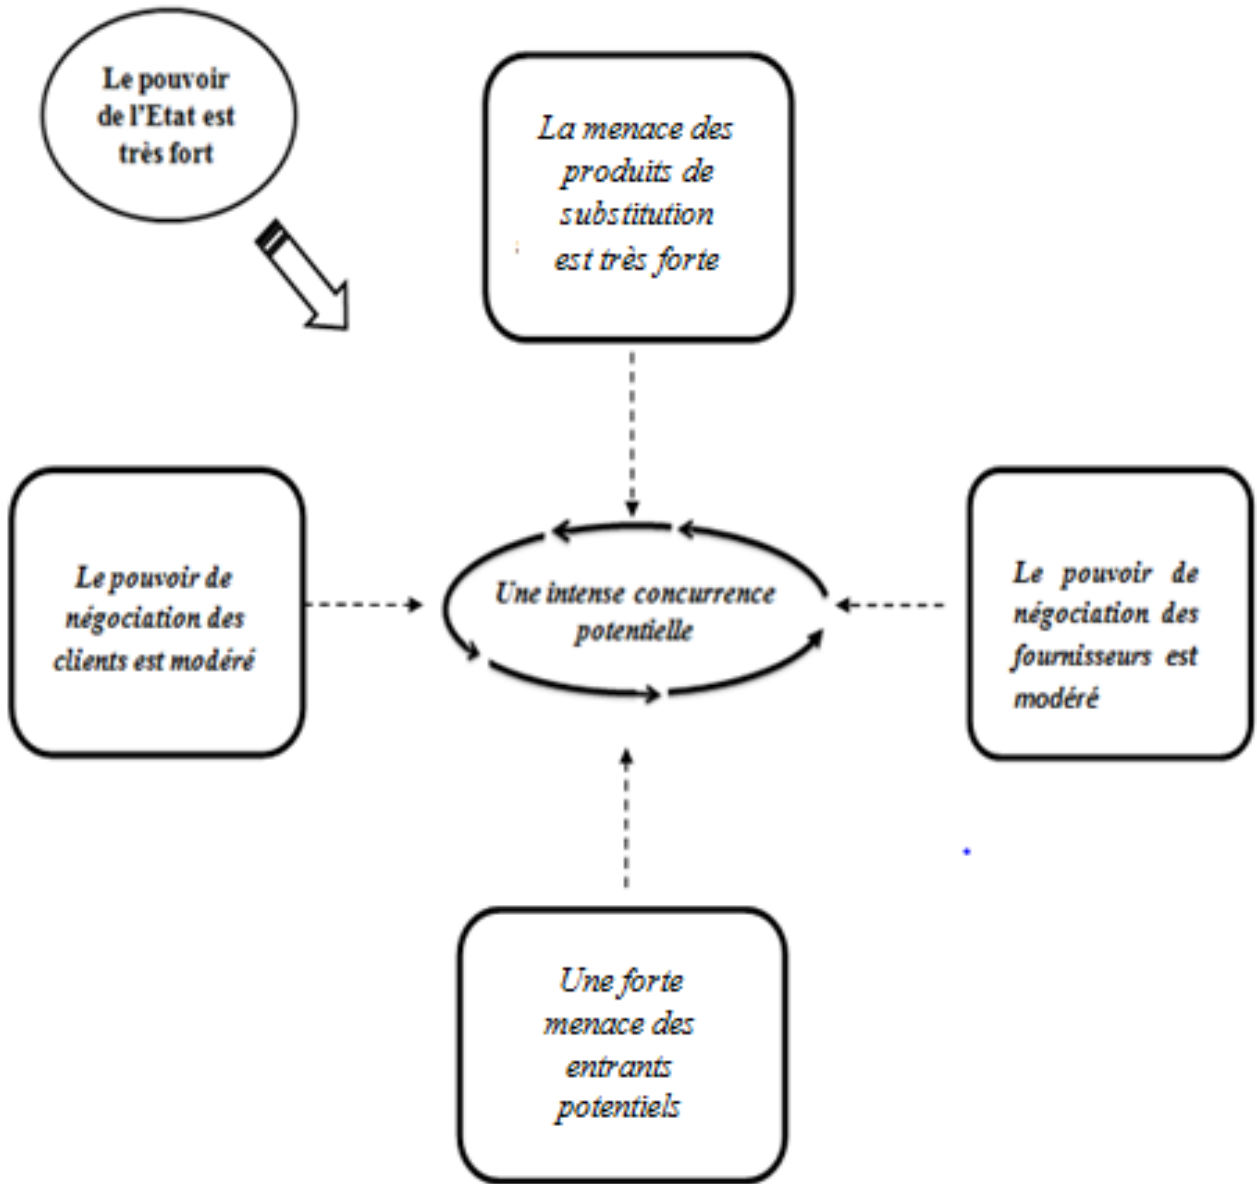 Le pouvoir
de l'Etat est
très fort
La menace des
produits de
substitution
est très forte
Le pouvoir de
négociation des
clients est modéré
Une intense concurrence
potentielle
Le pouvoir de
négociation des
fournisseurs est
modéré
Une forte
menace des
entrants
potentiels